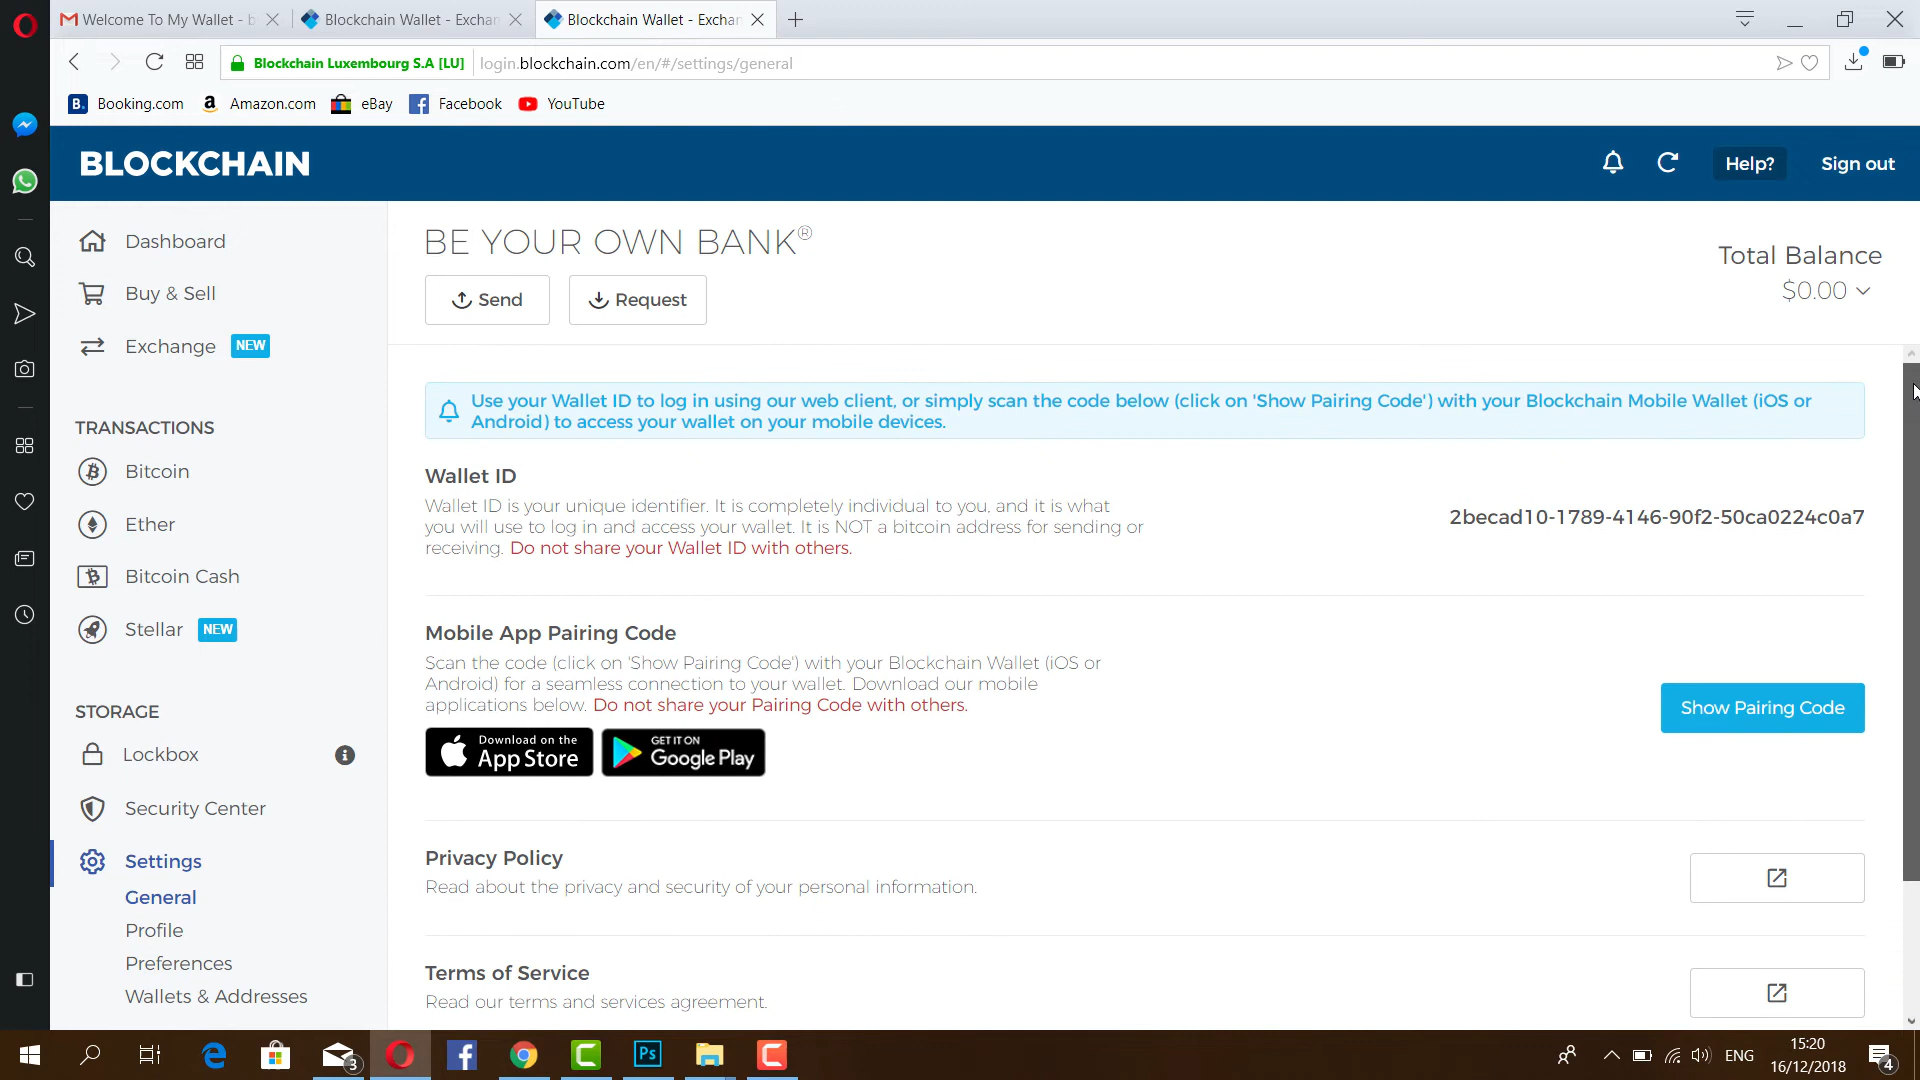 Welcome To My Wallet - b
Blockchain Wallet - Exchan
Blockchain Wallet - Exchan
Blockchain Luxembourg S.A [LU]
login.blockchain.com/en/#/settings/general
B. Booking.com
a Amazon.com
eBay
Facebook
YouTube
BLOCKCHAIN
Help?
Sign out
Dashboard
Buy & Sell
Exchange NEW
TRANSACTIONS
Bitcoin
Ether
Bitcoin Cash
Stellar NEW
STORAGE
Lockbox
Security Center
Settings
General
Profile
Preferences
Wallets & Addresses
BE YOUR OWN BANK®
Send
Request
Total Balance
$0.00
Use your Wallet ID to log in using our web client, or simply scan the code below (click on 'Show Pairing Code') with your Blockchain Mobile Wallet (iOS or
Android) to access your wallet on your mobile devices.
Wallet ID
Wallet ID is your unique identifier. It is completely individual to you, and it is what
you will use to log in and access your wallet. It is NOT a bitcoin address for sending or
receiving. Do not share your Wallet ID with others.
2becad10-1789-4146-90f2-50ca0224c0a7
Mobile App Pairing Code
Scan the code (click on 'Show Pairing Code') with your Blockchain Wallet (iOS or
Android) for a seamless connection to your wallet. Download our mobile
applications below. Do not share your Pairing Code with others.
Download on the
App Store
GET IT ON
Google Play
Show Pairing Code
Privacy Policy
Read about the privacy and security of your personal information.
Terms of Service
Read our terms and services agreement.
3
Ps
ENG
15:20
16/12/2018
4